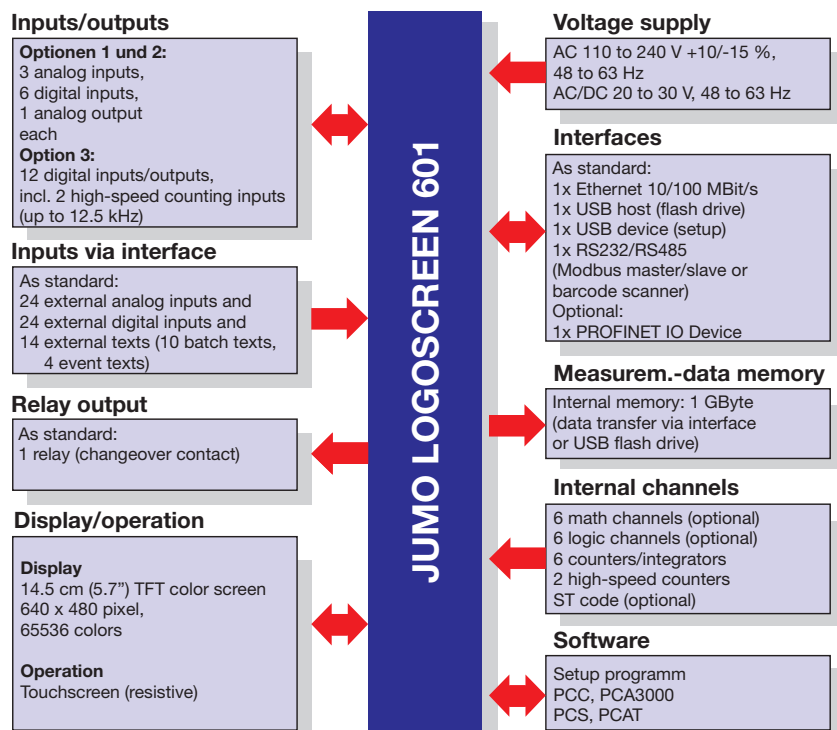 Inputs/outputs
Optionen 1 und 2:
3 analog inputs,
6 digital inputs,
1 analog output
each
Option 3:
12 digital inputs/outputs,
incl. 2 high-speed counting inputs
(up to 12.5 kHz)
Inputs via interface
As standard:
24 external analog inputs and
24 external digital inputs and
14 external texts (10 batch texts,
4 event texts)
Relay output
As standard:
1 relay (changeover contact)
Display/operation
Display
14.5 cm (5.7”) TFT color screen
640 x 480 pixel,
65536 colors
Operation
Touchscreen (resistive)
JUMO LOGOSCREEN 601
Voltage supply
AC 110 to 240 V +10/-15 %,
48 to 63 Hz
AC/DC 20 to 30 V, 48 to 63 Hz
Interfaces
As standard:
1x Ethernet 10/100 MBit/s
1x USB host (flash drive)
1x USB device (setup)
1x RS232/RS485
(Modbus master/slave or
barcode scanner)
Optional:
1x PROFINET IO Device
Measurem.-data memory
Internal memory: 1 GByte
(data transfer via interface
or USB flash drive)
Internal channels
6 math channels (optional)
6 logic channels (optional)
6 counters/integrators
2 high-speed counters
ST code (optional)
Software
Setup programm
PCC, PCA3000
PCS, PCAT